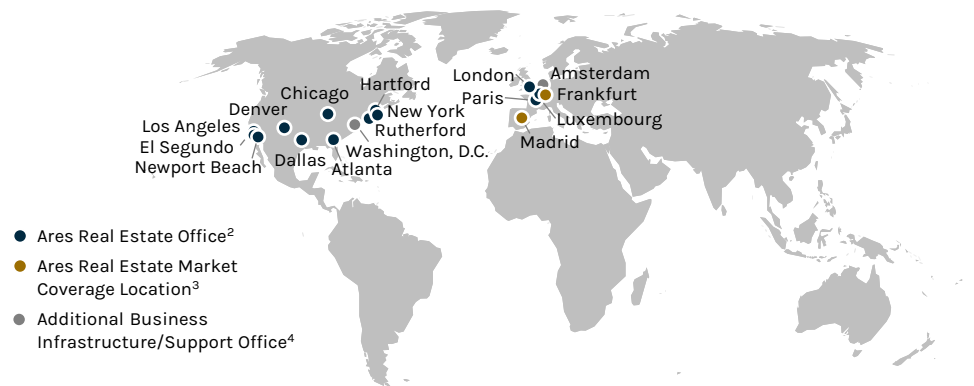 London
Amsterdam
Hartford
Paris
Frankfurt
Chicago
Denver
New York
Luxembourg
Los Angeles
Rutherford
El Segundo
Madrid
Newport Beach
Dallas
Washington, D.C.
Atlanta
Ares Real Estate Office²
Ares Real Estate Market
Coverage Location³
Additional Business
Infrastructure/Support Office⁴